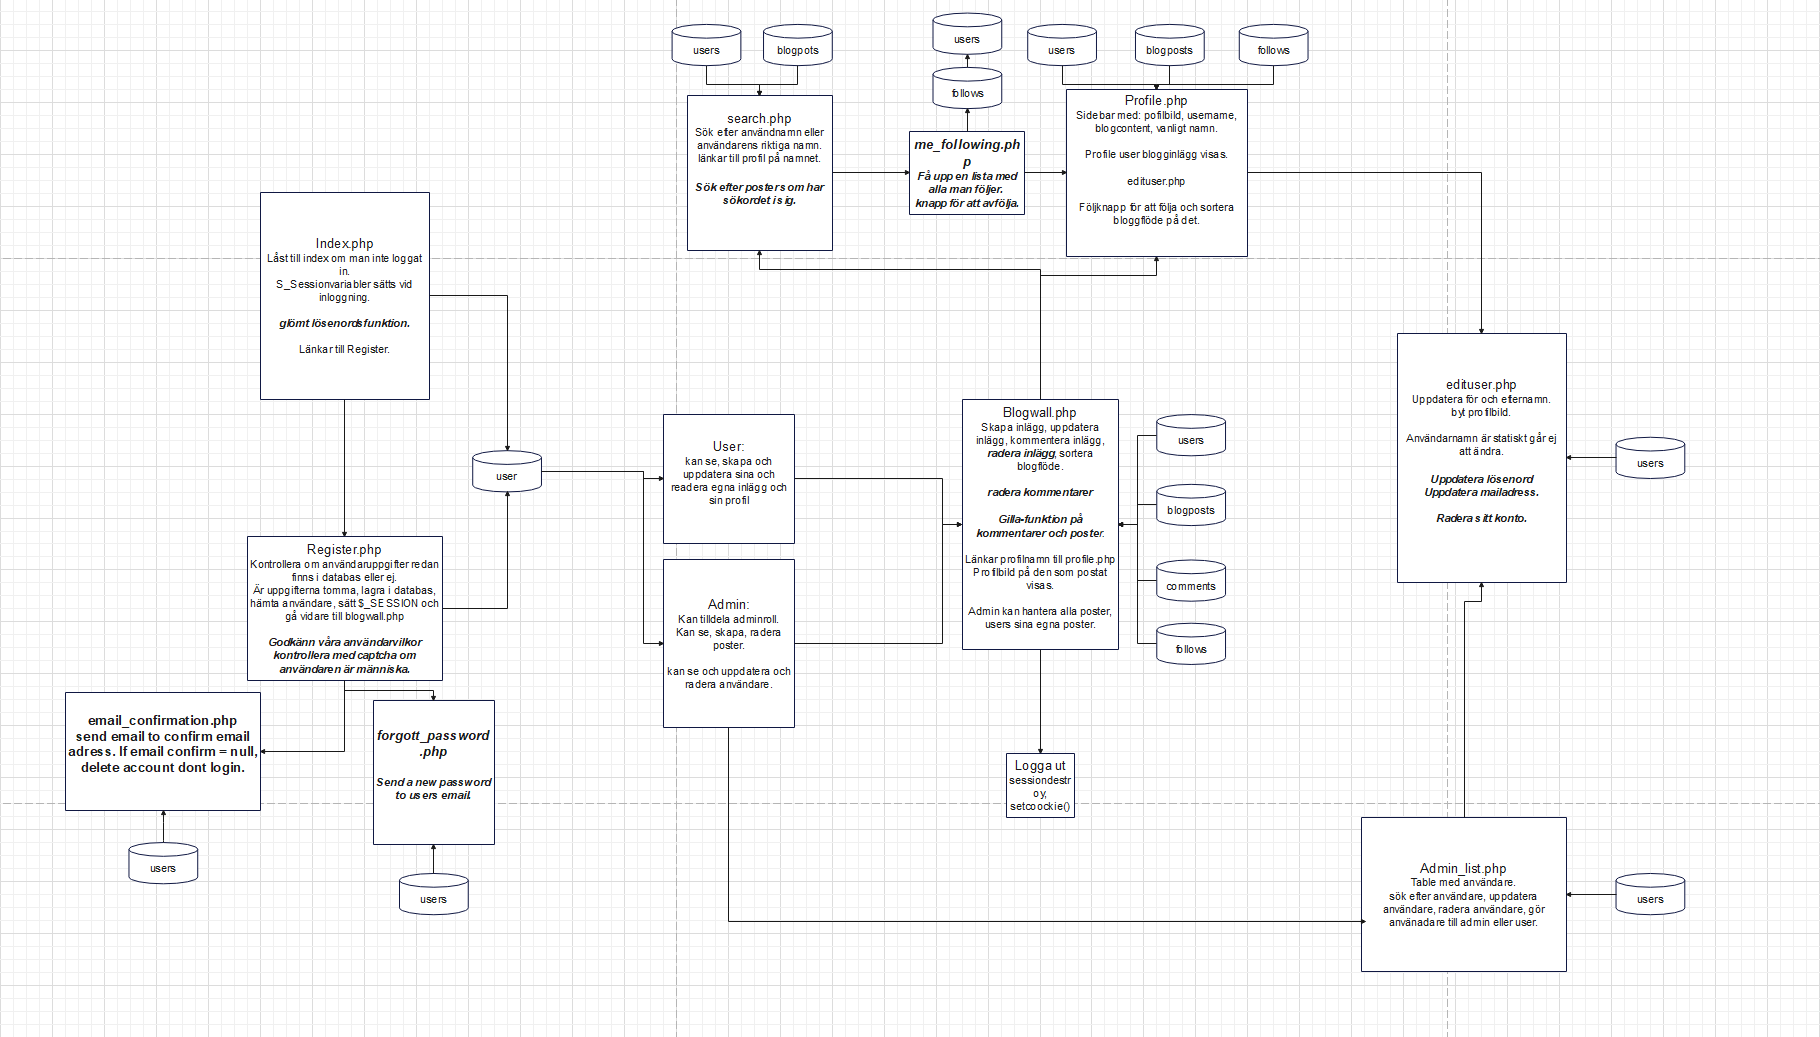 users
blogpots
users
follows
users
blogposts
follows
search.php
Sök efter användnamn eller
användarens riktiga namn.
länkar till profil på namnet.
Sök efter poster som har
sökordet i sig.
me_following.ph
p
Få upp en lista med
alla man följer.
knapp för att avfölja.
Profile.php
Sidebar med: pofilbild, username,
blogcontent, vanligt namn.
Profile user blogginlägg visas.
edituser.php
Följknapp för att följa och sortera
bloggflöde på det.
Index.php
Låst till index om man inte loggat
in.
S_Sessionvariabler sätts vid
inloggning.
glömt lösenordsfunktion.
Länkar till Register.
user
User:
kan se, skapa och
uppdatera sina och
readera egna inlägg och
sin profil
Admin:
Kan tilldela adminroll.
Kan se, skapa, radera
poster.
kan se och uppdatera och
radera användare.
Blogwall.php
Skapa inlägg, uppdatera
inlägg, kommentera inlägg,
radera inlägg, sortera
blogflöde.
radera kommentarer
Gilla-funktion på
kommentarer och poster.
Länkar profilnamn till profile.php
Profilbild på den som postat
visas.
Admin kan hantera alla poster,
users sina egna poster.
users
blogposts
comments
follows
edituser.php
Uppdatera för och efternamn.
byt profilbild.
Användarnamn är statiskt går ej
att ändra.
Uppdatera lösenord
Uppdatera mailadress.
Radera sitt konto.
users
Register.php
Kontrollera om användaruppgifter redan
finns i databas eller ej.
Är uppgifterna tomma, lagra i databas,
hämta användare, sätt $_SESSION och
gå vidare till blogwall.php
Godkänn våra användarvilkor
kontrollera med captcha om
användaren är människa.
email_confirmation.php
send email to confirm email
adress. If email confirm = null,
delete account dont login.
users
forgott_password
.php
Send a new password
to users email.
users
Logga ut
sessiondestr
oy,
setcoockie()
Admin_list.php
Table med användare.
sök efter användare, uppdatera
användare, radera användare, gör
använadare till admin eller user.
users